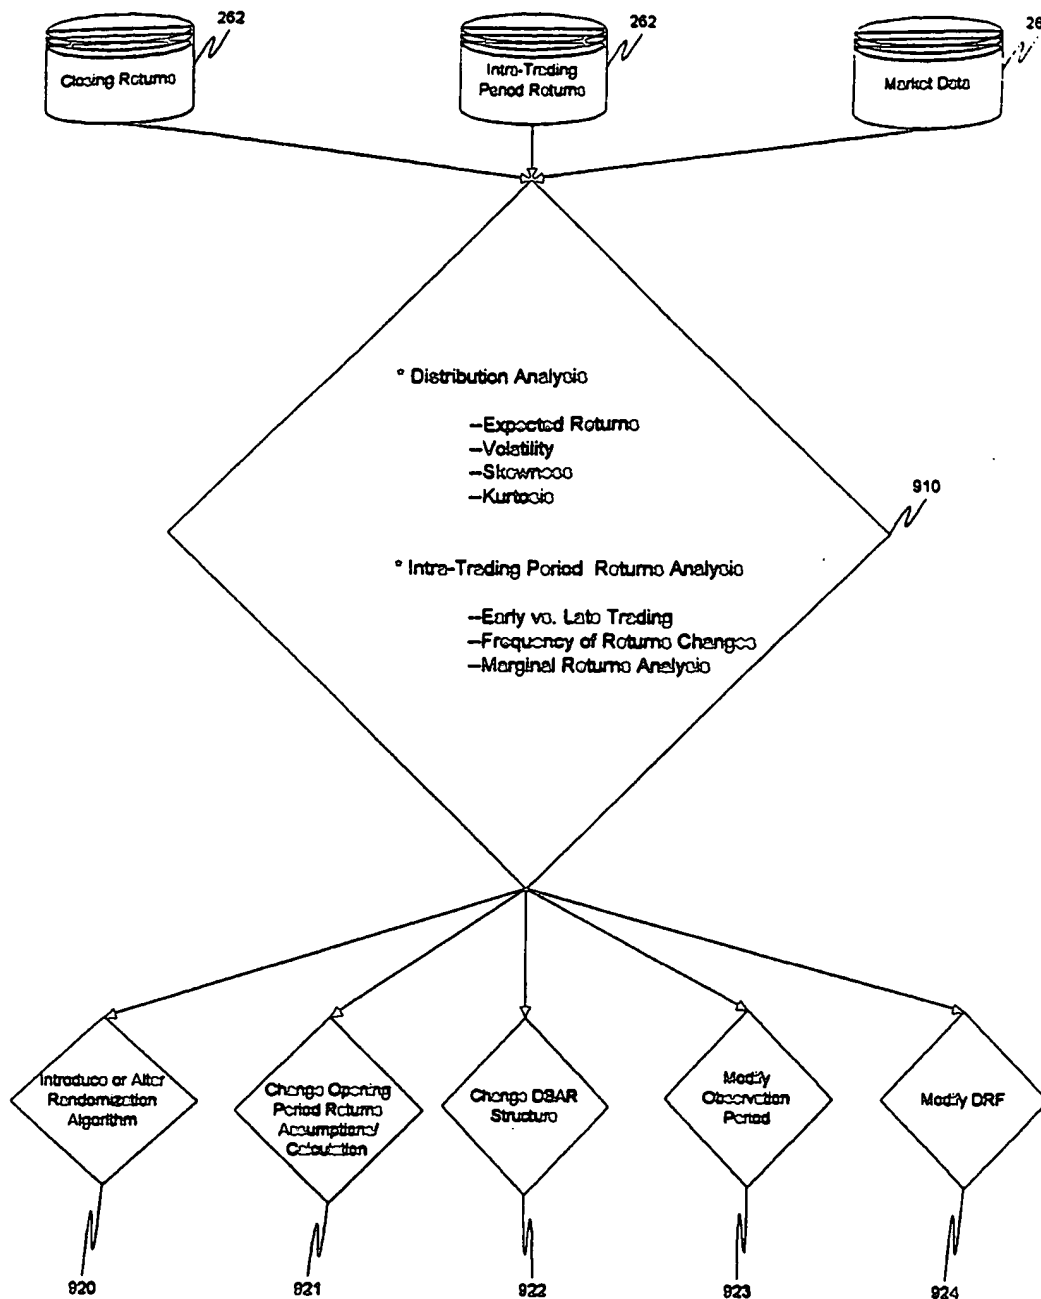 262
262
26
Closing Returns
Intra-Trading
Period Returns
Market Data
* Distribution Analysis
--Expected Returns
--Volatility
--Skewness
--Kurtosis
910
* Intra-Trading Period Returns Analysis
--Early vs. Late Trading
--Frequency of Returns Changes
--Marginal Returns Analysis
Introduce or Alter
Randomization
Algorithm
Change Opening
Period Returns
Assumptions/
Calculation
Change DBAR
Structure
Modify
Observation
Period
Modify DRF
920
921
922
923
924